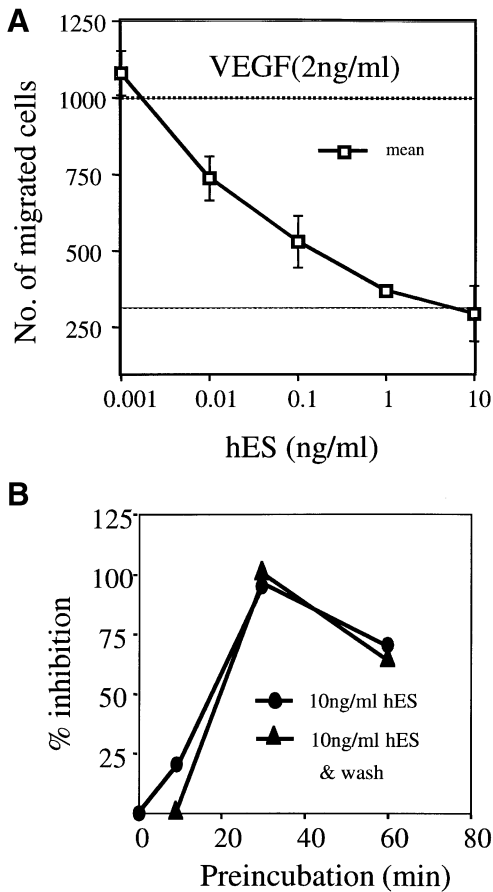 A
1250
VEGF(2ng/ml)
1000
mean
750
500
250
No. of migrated cells
0.001 0.01 0.1 1 10
hES (ng/ml)
B
125
100
75
50
25
% inhibition
10ng/ml hES
10ng/ml hES
& wash
0 20 40 60 80
Preincubation (min)